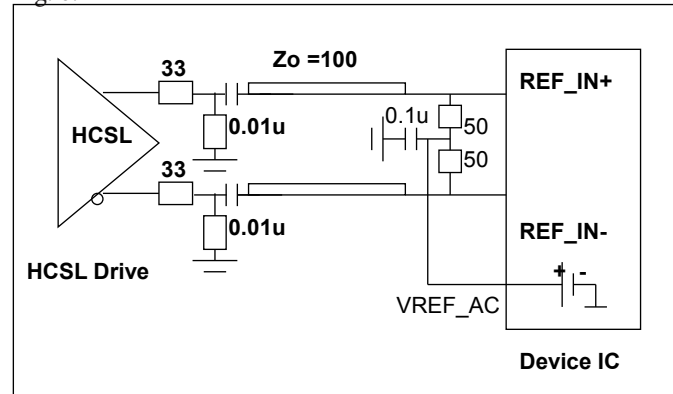 33
Zo =100
REF_IN+
HCSL
0.01u
0.1u
50
50
33
0.01u
REF_IN-
HCSL Drive
+ -
VREF_AC
Device IC